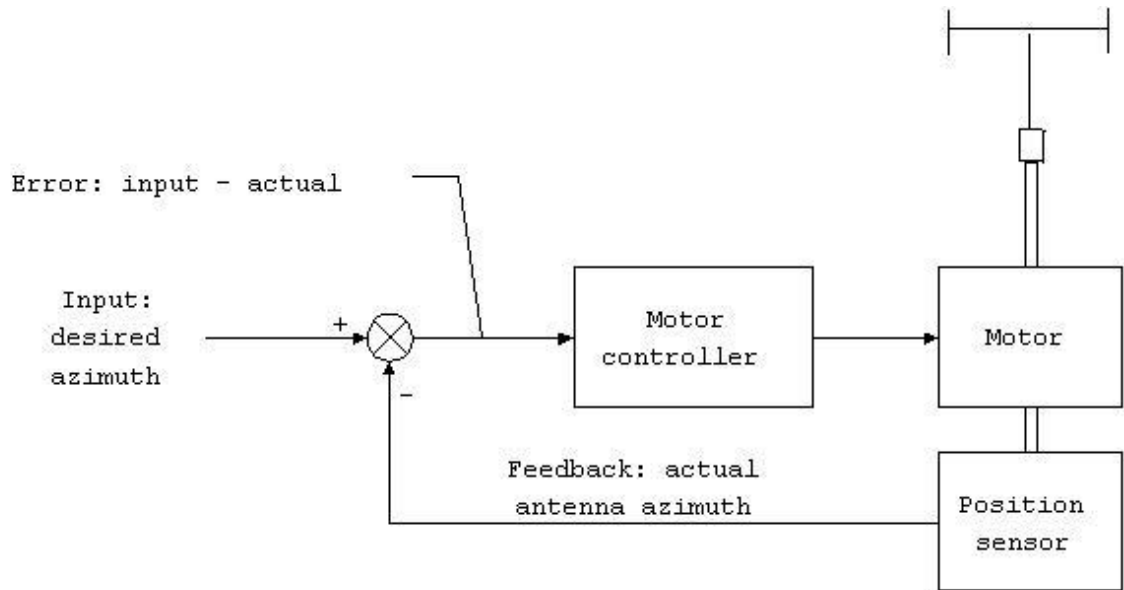 Error: input - actual
Input:
desired
azimuth
+
-
Motor
controller
Motor
Feedback: actual
antenna azimuth
Position
sensor